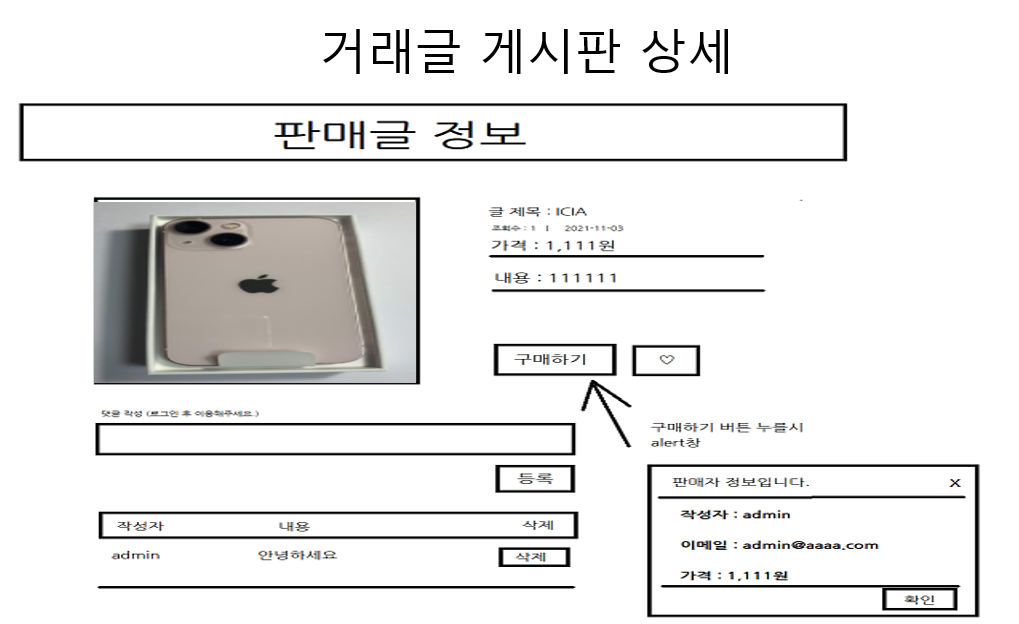 거래글 게시판 상세
판매글 정보
글 제목 : ICIA
조회수 : 1 | 2021-11-03
가격 : 1,111원
내용 : 111111
구매하기 ♡
댓글 작성 (로그인 후 이용해주세요.)
등록
작성자 내용 삭제
admin 안녕하세요 삭제
구매하기 버튼 누를시
alert창
판매자 정보입니다. X
작성자 : admin
이메일 : admin@aaaa.com
가격 : 1,111원
확인